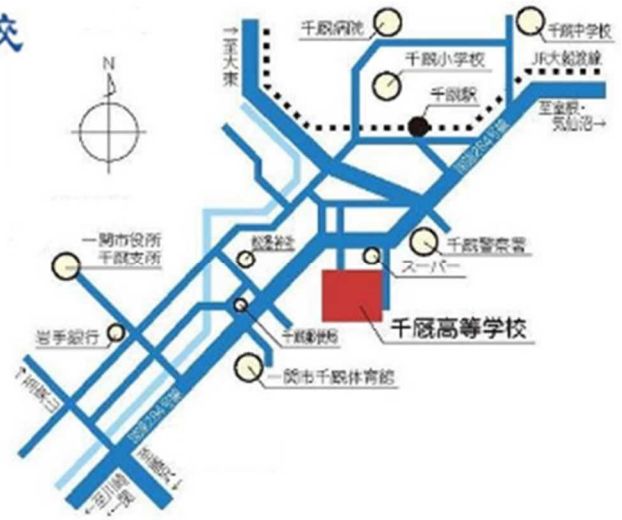 校
千厩病院
千厩中学校
↑至大東
千厩小学校
JR大船渡線
N
千厩駅
至室根・
気仙沼→
国道284号線
一関市役所
千厩支所
千厩警察署
スーパー
岩手銀行
千厩郵便局
千厩高等学校
一関市千厩体育館
国道284号線
←至川崎
一関